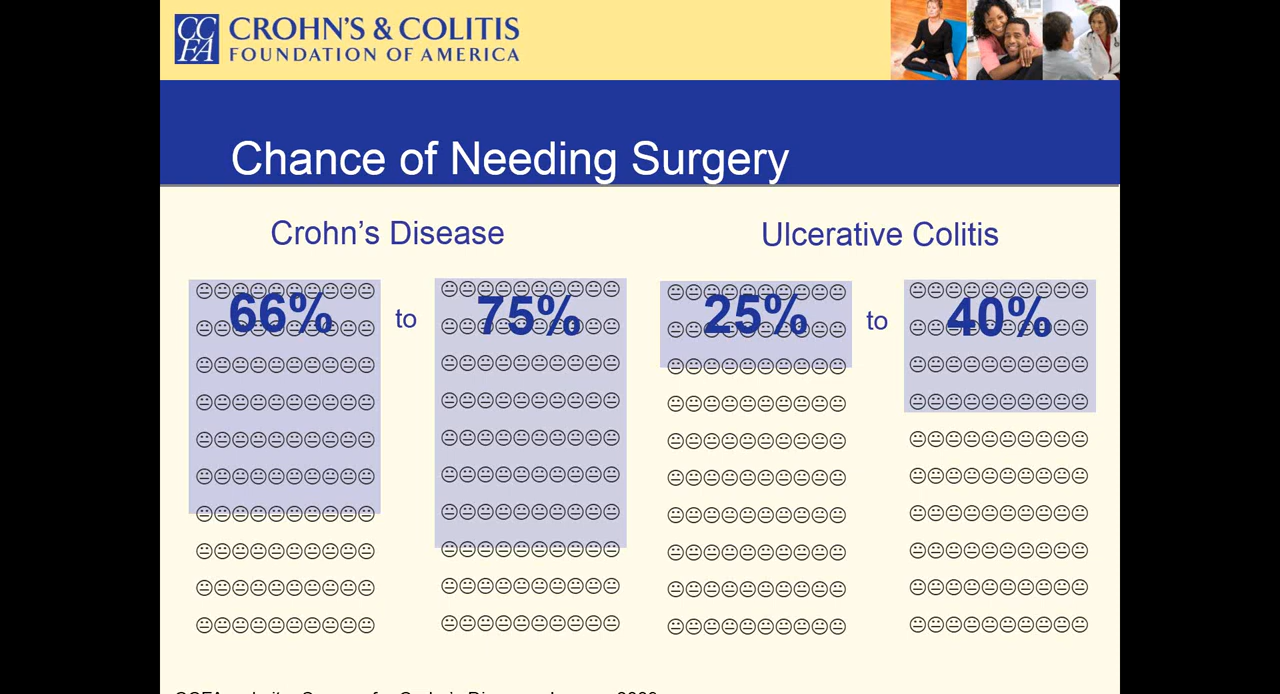 CCFA
CROHN'S & COLITIS
FOUNDATION OF AMERICA
Chance of Needing Surgery
Crohn's Disease
Ulcerative Colitis
66% to 75%
25% to 40%